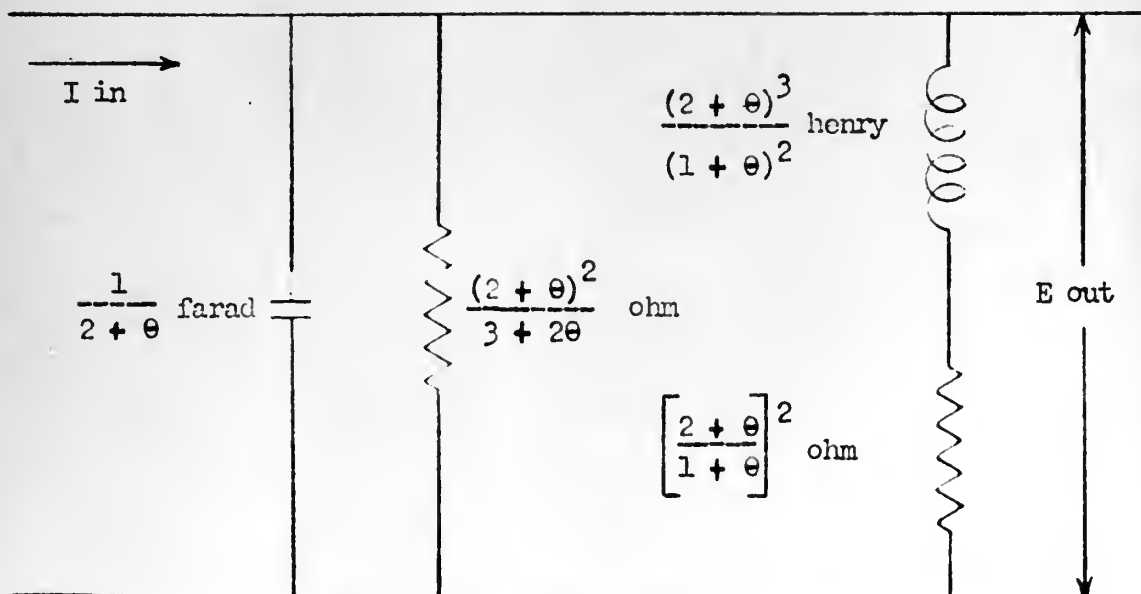 I in
(2 + θ)^3
(1 + θ)^2
henry
1
2 + θ
farad
(2 + θ)^2
3 + 2θ
ohm
E out
[2 + θ
1 + θ]^2
ohm